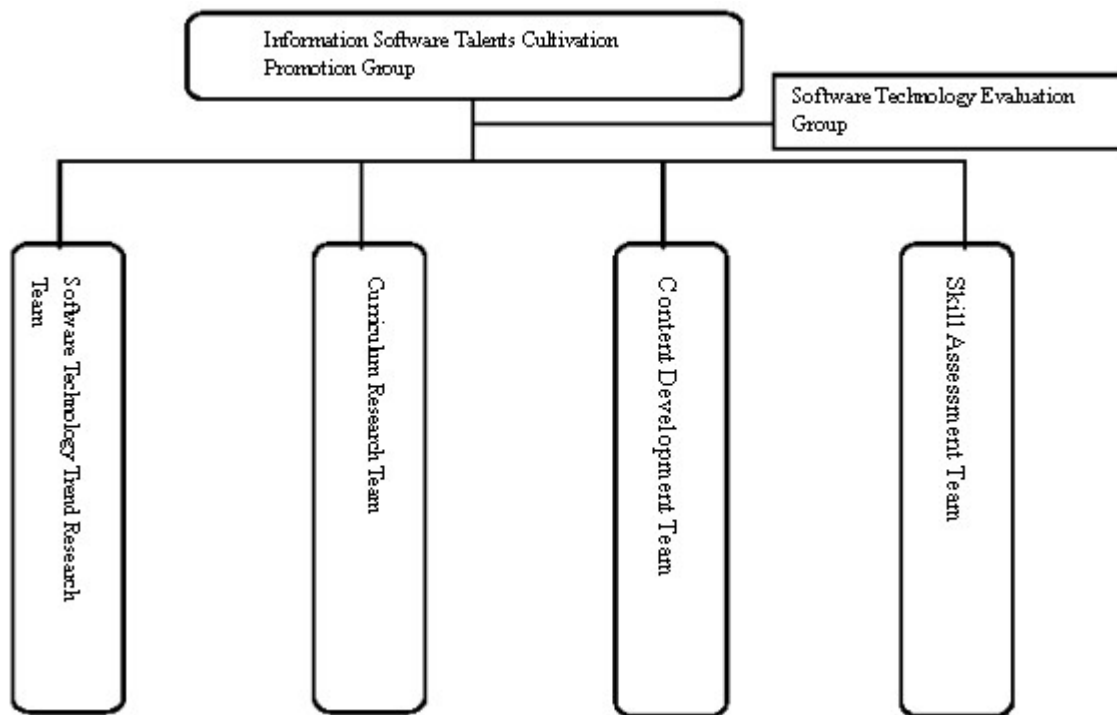 Information Software Talents Cultivation
Promotion Group
Software Technology Evaluation
Group
Software Technology Trend Research
Team
Curriculum Research Team
Content Development Team
Skill Assessment Team